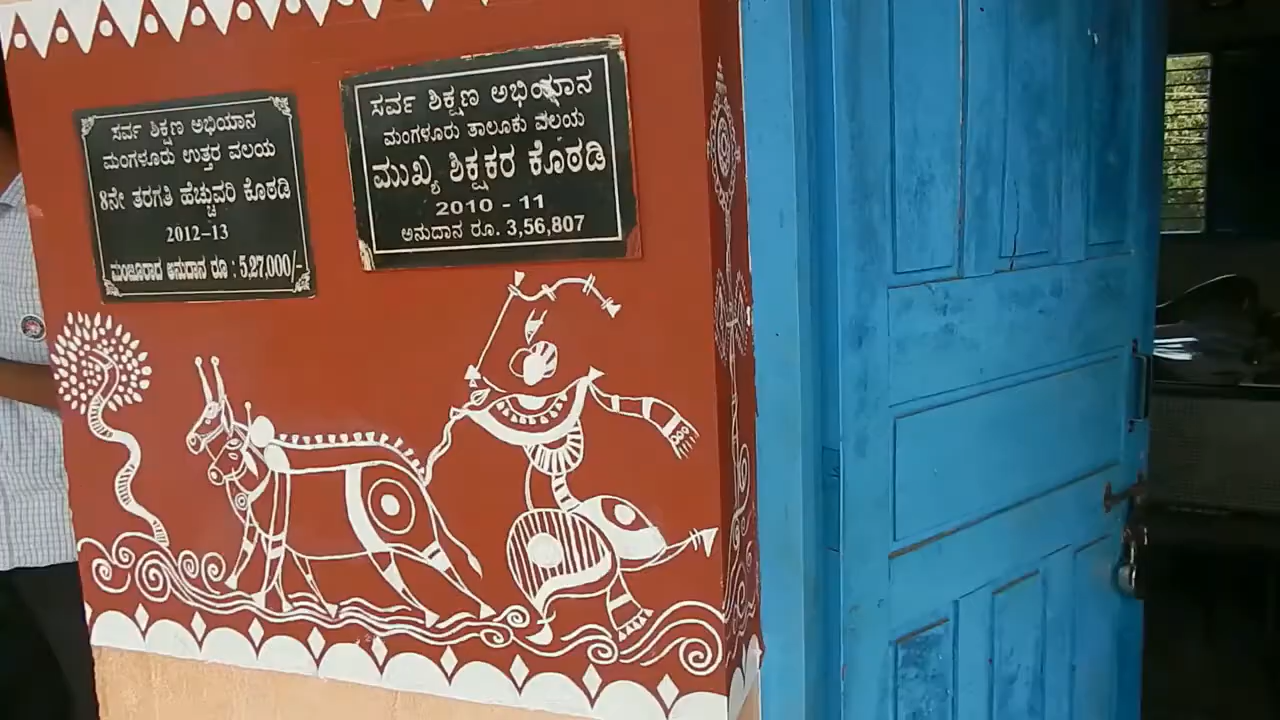 ಸರ್ವ ಶಿಕ್ಷಣ ಅಭಿಯಾನ
ಮಂಗಳೂರು ಉತ್ತರ ವಲಯ
8ನೇ ತರಗತಿ ಹೆಚ್ಚುವರಿ ಕೊಠಡಿ
2012-13
ಮಂಜೂರಾದ ಅನುದಾನ ರೂ : 5,27,000/-
ಸರ್ವ ಶಿಕ್ಷಣ ಅಭಿಯಾನ
ಮಂಗಳೂರು ತಾಲೂಕು ವಲಯ
ಮುಖ್ಯ ಶಿಕ್ಷಕರ ಕೊಠಡಿ
2010 - 11
ಅನುದಾನ ರೂ. 3,56,807